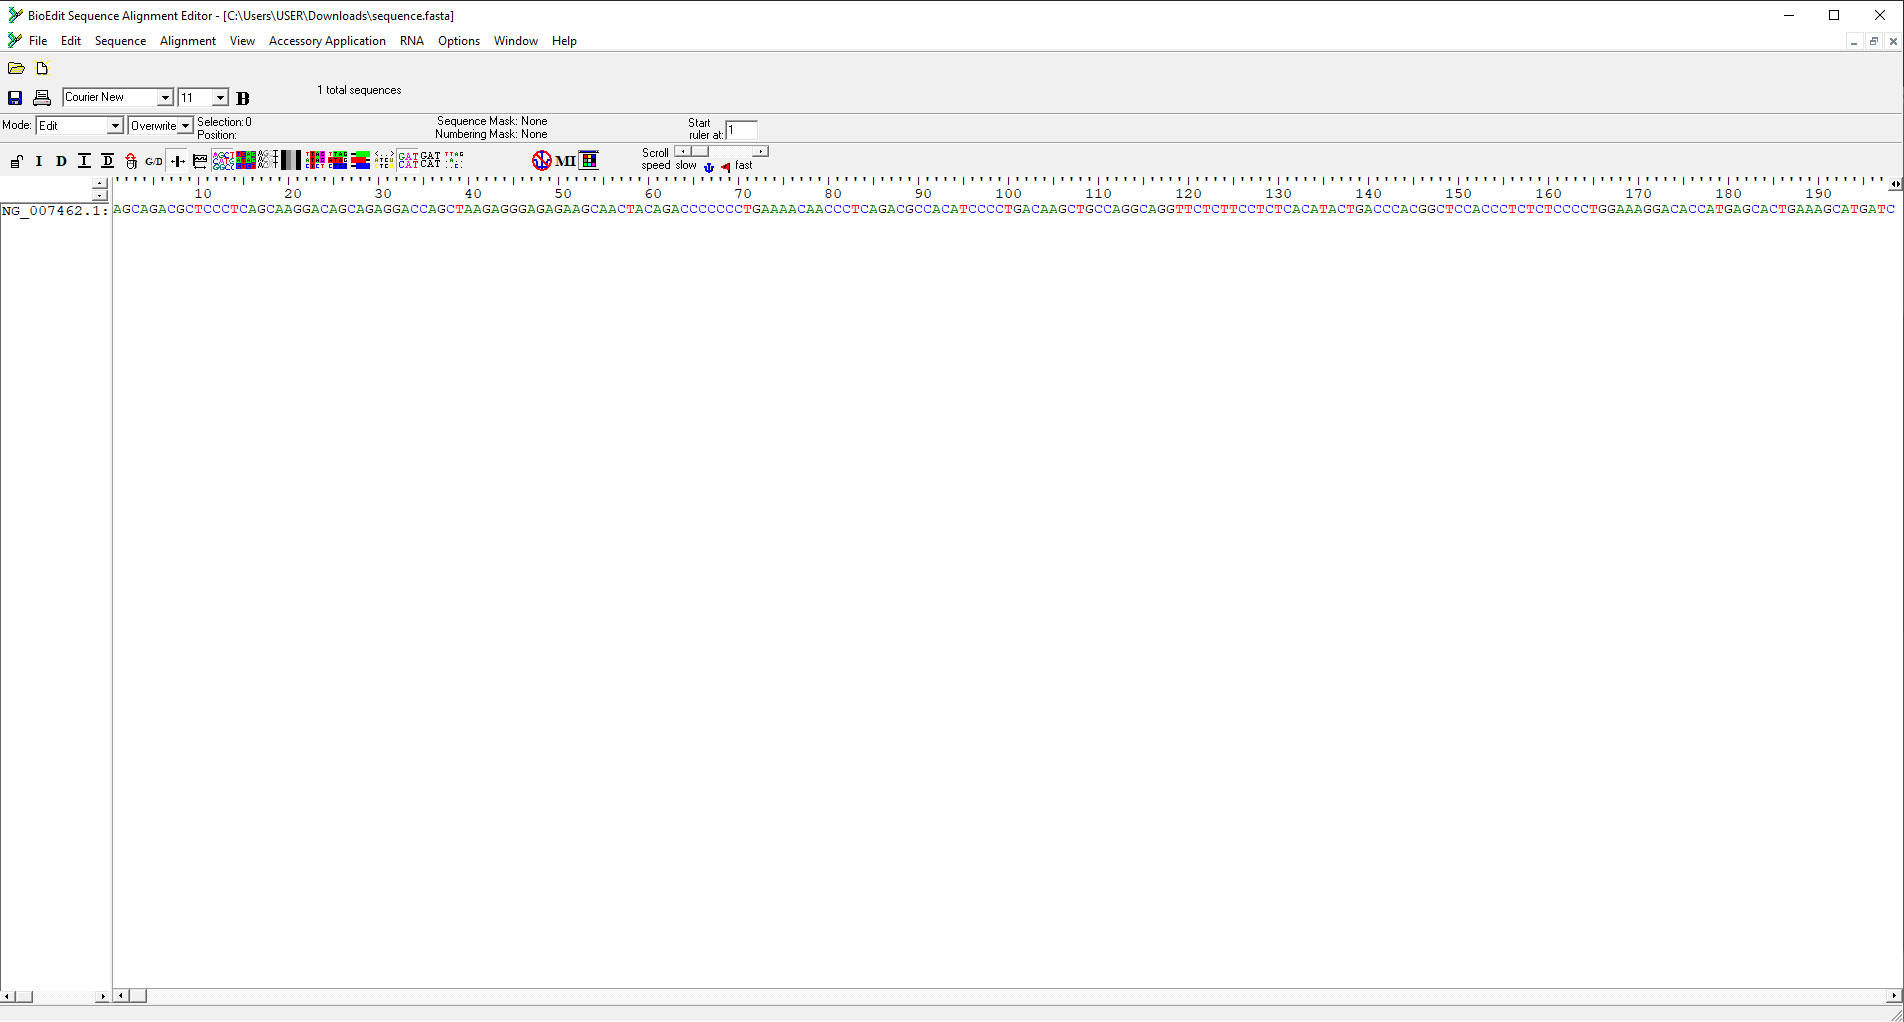 BioEdit Sequence Alignment Editor - [C:\Users\USER\Downloads\sequence.fasta]
File Edit Sequence Alignment View Accessory Application RNA Options Window Help
Courier New 11 B 1 total sequences
Mode: Edit Overwrite Selection: 0 Sequence Mask: None Start
Position: Numbering Mask: None ruler at: 1
I D I D G/D MI Scroll
speed slow fast
10 20 30 40 50 60 70 80 90 100 110 120 130 140 150 160 170 180 190
NG_007462.1: AGCAGACGCTCCCTCAGCAAGGACAGCAGAGGACCAGCTAAGAGGGAGAGAAGCAACTACAGACCCCCCCTGAAAACAACCCTCAGACGCCACATCCCCTGACAAGCTGCCAGGCAGGTTCTCTTCCTCTCACATACTGACCCACGGCTCCACCCTCTCTCCCCTGGAAAGGACACCATGAGCACTGAAAGCATGATC